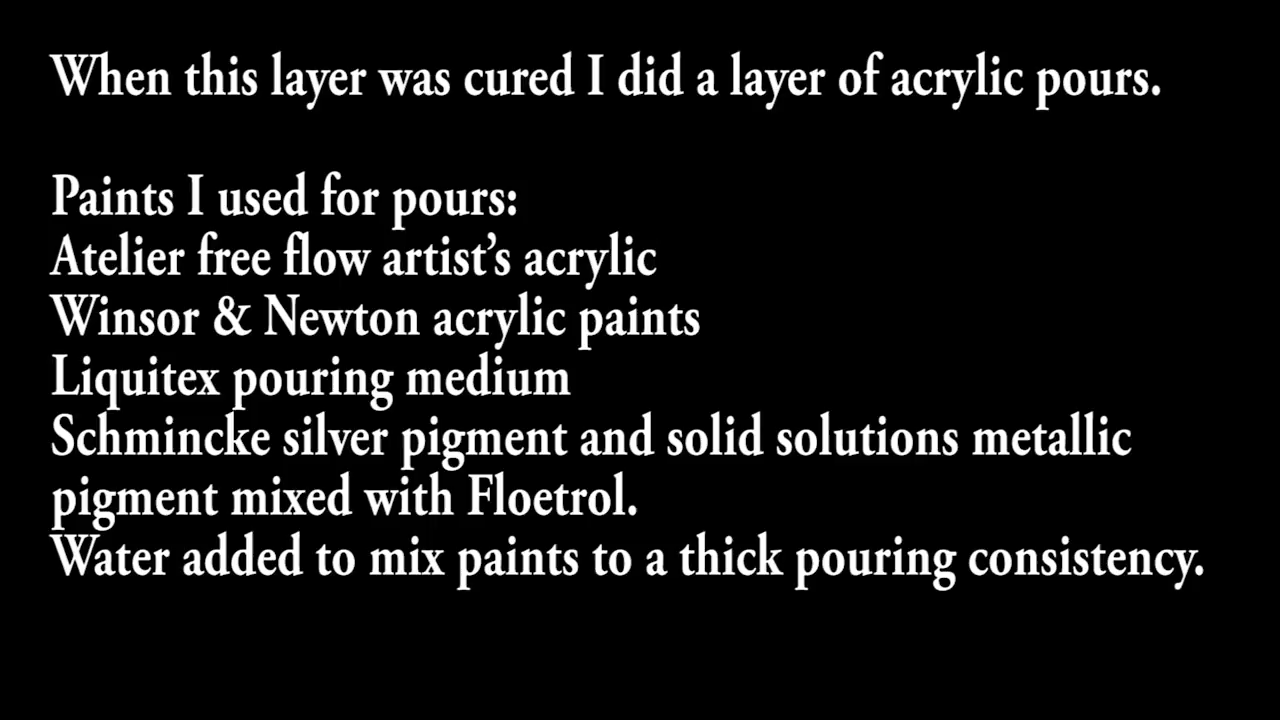 When this layer was cured I did a layer of acrylic pours.
Paints I used for pours:
Atelier free flow artist’s acrylic
Winsor & Newton acrylic paints
Liquitex pouring medium
Schmincke silver pigment and solid solutions metallic
pigment mixed with Floetrol.
Water added to mix paints to a thick pouring consistency.